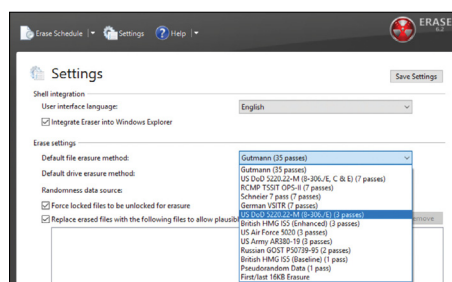 ERASE
6.2
Erase Schedule Settings Help
Settings
Save Settings
Shell integration
User interface language: English
Integrate Eraser into Windows Explorer
Erase settings
Default file erasure method: Gutmann (35 passes)
Default drive erasure method:
Randomness data source:
Force locked files to be unlocked for erasure
Replace erased files with the following files to allow plausib
Gutmann (35 passes)
US DoD 5220.22-M (8-306./E, C & E) (7 passes)
RCMP TSSIT OPS-II (7 passes)
Schneier 7 pass (7 passes)
German VSITR (7 passes)
US DoD 5220.22-M (8-306./E) (3 passes)
British HMG IS5 (Enhanced) (3 passes)
US Air Force 5020 (3 passes)
US Army AR380-19 (3 passes)
Russian GOST P50739-95 (2 passes)
British HMG IS5 (Baseline) (1 pass)
Pseudorandom Data (1 pass)
First/last 16KB Erasure